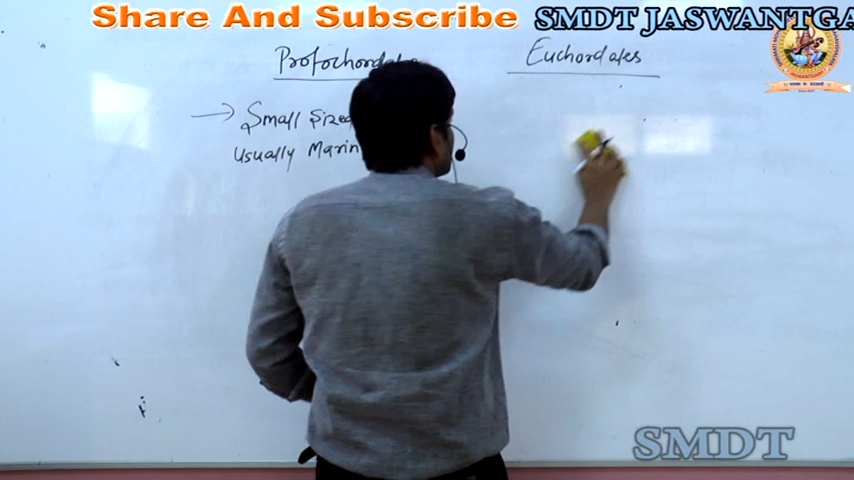 Share And Subscribe
SMDT JASWANTGA
Protochordates
Euchordates
→ Small Sized
Usually Marin
SMDT